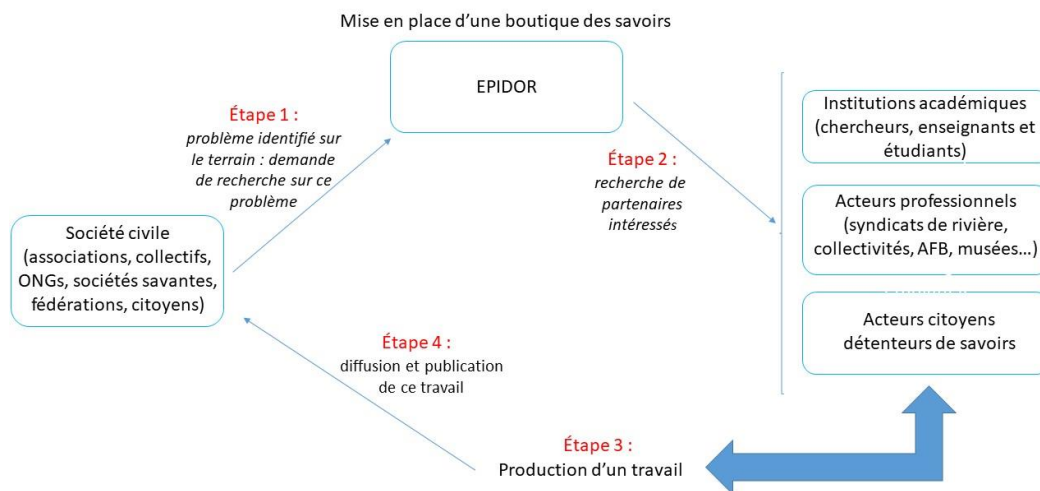 Mise en place d'une boutique des savoirs
EPIDOR
Étape 1 :
problème identifié sur
le terrain : demande
de recherche sur ce
problème
Étape 2 :
recherche de
partenaires
intéressés
Institutions académiques
(chercheurs, enseignants et
étudiants)
Acteurs professionnels
(syndicats de rivière,
collectivités, AFB, musées...)
Acteurs citoyens
détenteurs de savoirs
Société civile
(associations, collectifs,
ONGs, sociétés savantes,
fédérations, citoyens)
Étape 4 :
diffusion et publication
de ce travail
Étape 3 :
Production d'un travail